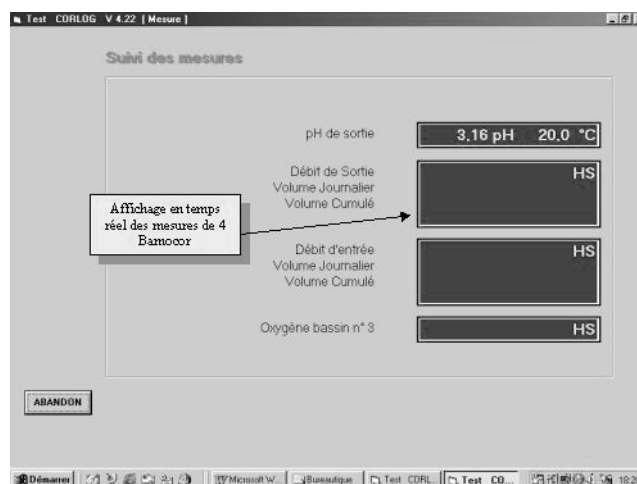 Test CORLOG V 4.22 [ Mesure ]
Suivi des mesures
pH de sortie
3,16 pH 20,0 °C
Débit de Sortie
Volume Journalier
Volume Cumulé
HS
Affichage en temps
réel des mesures de 4
Bamocor
Débit d'entrée
Volume Journalier
Volume Cumulé
HS
Oxygène bassin n° 3
HS
ABANDON
Démarrer Microsoft W... Bureautique Test CORL... Test CO...